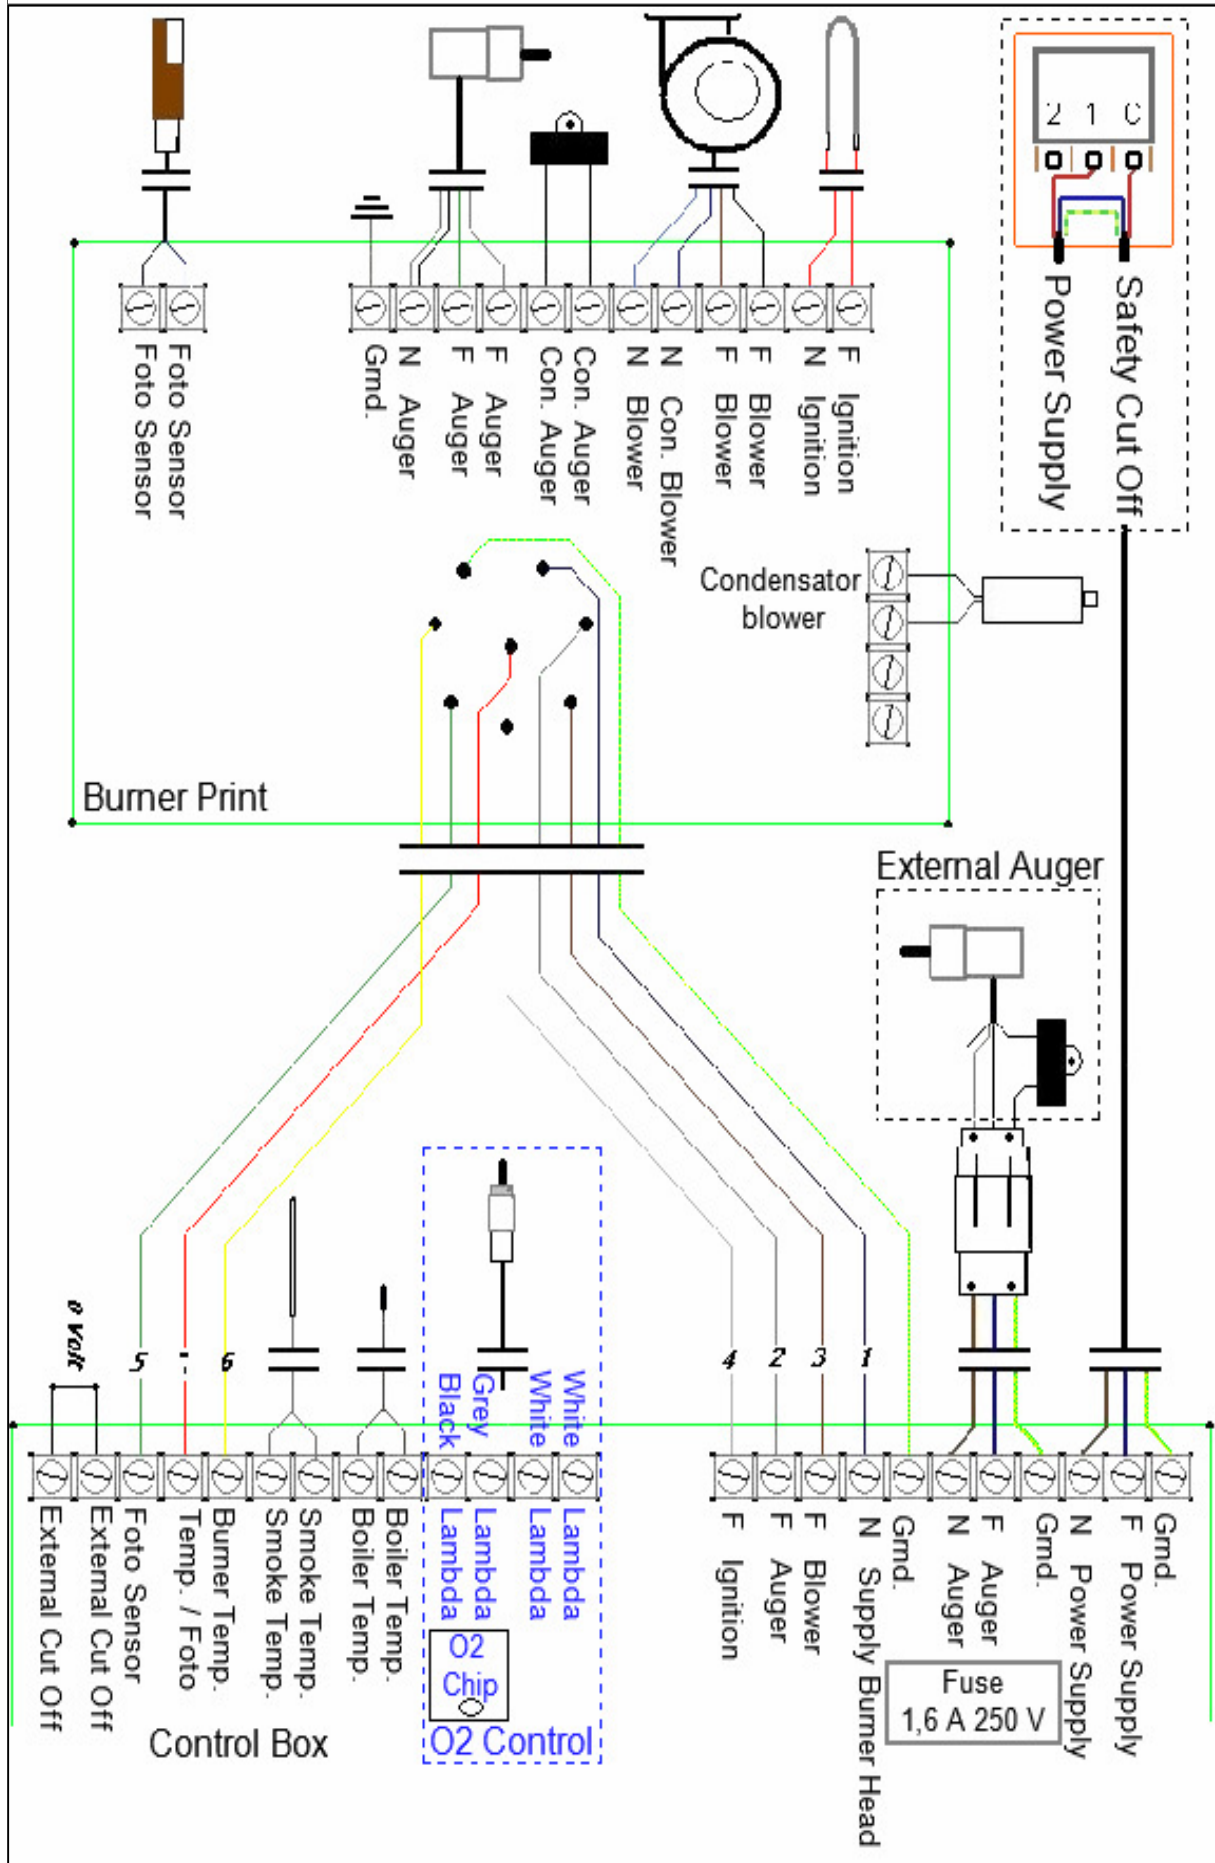 2 1 C
Power Supply
Safety Cut Off
Foto Sensor
Foto Sensor
Grnd.
N Auger
F Auger
F Auger
Con. Auger
Con. Auger
N Blower
N Con. Blower
F Blower
F Blower
N Ignition
F Ignition
Condensator
blower
Burner Print
External Auger
0 Volt
5
-
6
4
2
3
1
Black
Grey
White
White
External Cut Off
External Cut Off
Foto Sensor
Temp. / Foto
Burner Temp.
Smoke Temp.
Smoke Temp.
Boiler Temp.
Boiler Temp.
Lambda
Lambda
Lambda
Lambda
O2
Chip
O2 Control
Control Box
F Ignition
F Auger
F Blower
N Supply Burner Head
Grnd.
N Auger
F Auger
Grnd.
N Power Supply
F Power Supply
Grnd.
Fuse
1,6 A 250 V